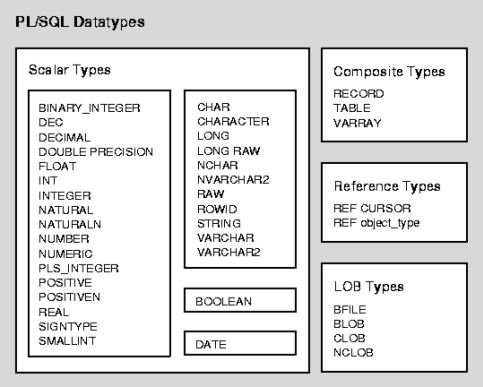 PL/SQL Datatypes
Scalar Types
BINARY_INTEGER
DEC
DECIMAL
DOUBLE PRECISION
FLOAT
INT
INTEGER
NATURAL
NATURALN
NUMBER
NUMERIC
PLS_INTEGER
POSITIVE
POSITIVEN
REAL
SIGNTYPE
SMALLINT
CHAR
CHARACTER
LONG
LONG RAW
NCHAR
NVARCHAR2
RAW
ROWID
STRING
VARCHAR
VARCHAR2
BOOLEAN
DATE
Composite Types
RECORD
TABLE
VARRAY
Reference Types
REF CURSOR
REF object_type
LOB Types
BFILE
BLOB
CLOB
NCLOB